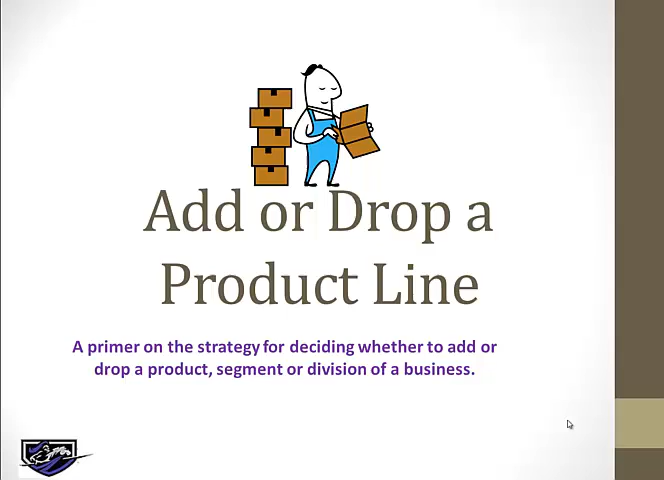 Add or Drop a
Product Line
A primer on the strategy for deciding whether to add or
drop a product, segment or division of a business.